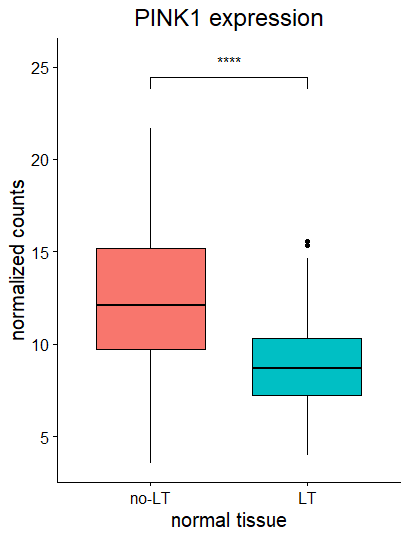 PINK1 expression
****
25
20
15
10
5
normalized counts
no-LT
LT
normal tissue